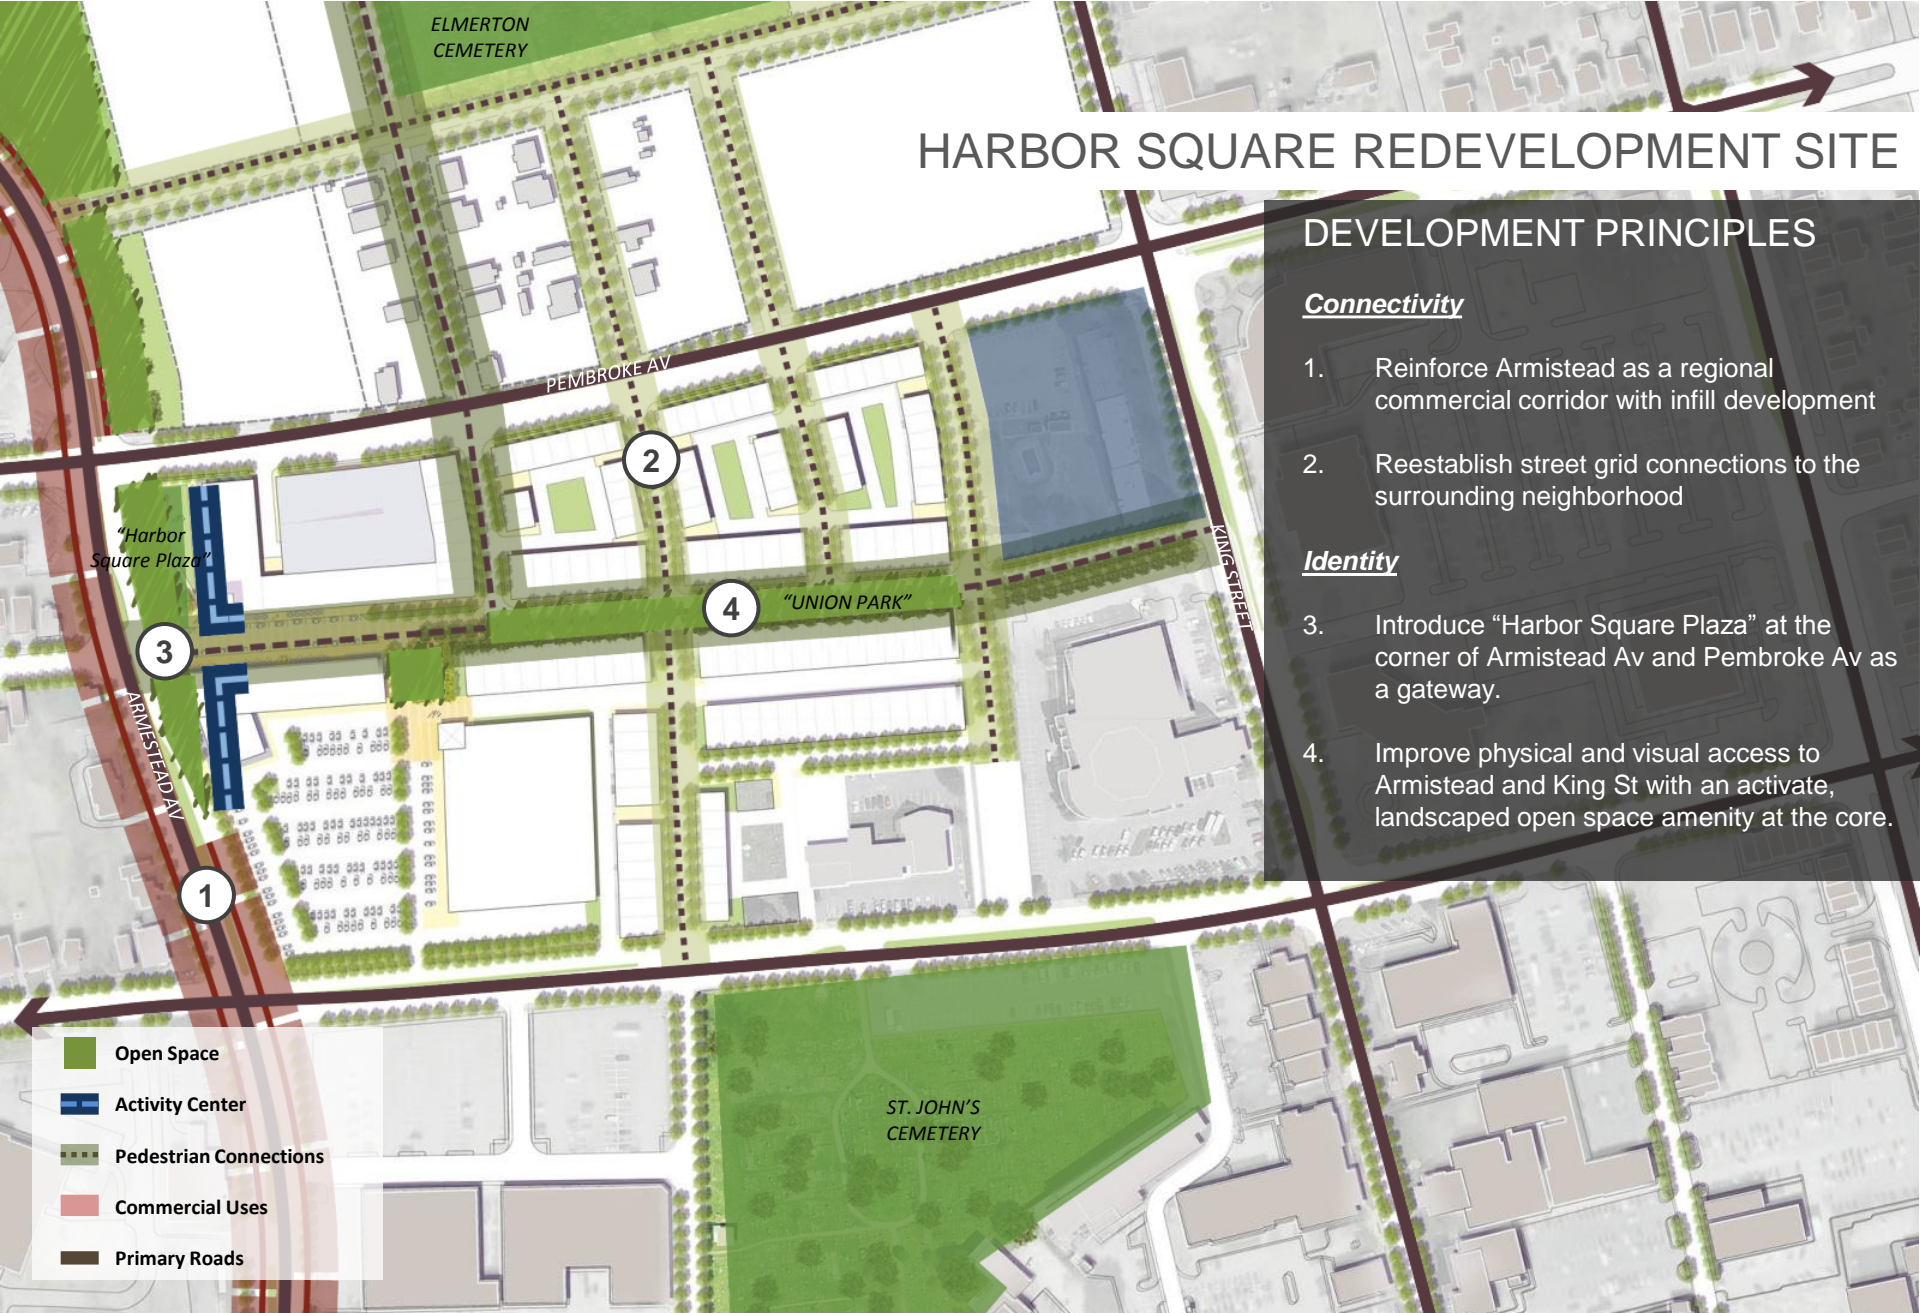 ELMERTON
CEMETERY
HARBOR SQUARE REDEVELOPMENT SITE
DEVELOPMENT PRINCIPLES
Connectivity
1. Reinforce Armistead as a regional
commercial corridor with infill development
2. Reestablish street grid connections to the
surrounding neighborhood
Identity
3. Introduce “Harbor Square Plaza” at the
corner of Armistead Av and Pembroke Av as
a gateway.
4. Improve physical and visual access to
Armistead and King St with an activate,
landscaped open space amenity at the core.
PEMBROKE AV
2
“Harbor
Square Plaza”
KING STREET
4
“UNION PARK”
3
ARMESTEAD AV
1
ST. JOHN’S
CEMETERY
Open Space
Activity Center
Pedestrian Connections
Commercial Uses
Primary Roads